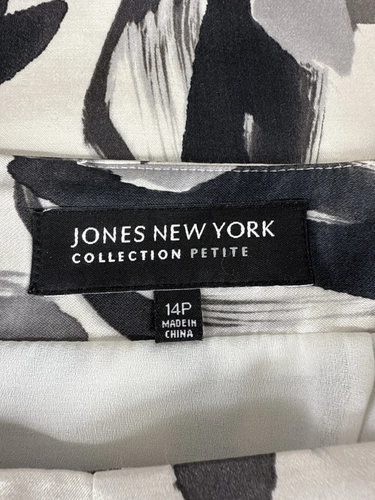 JONES NEW YORK
COLLECTION PETITE
14P
MADE IN
CHINA